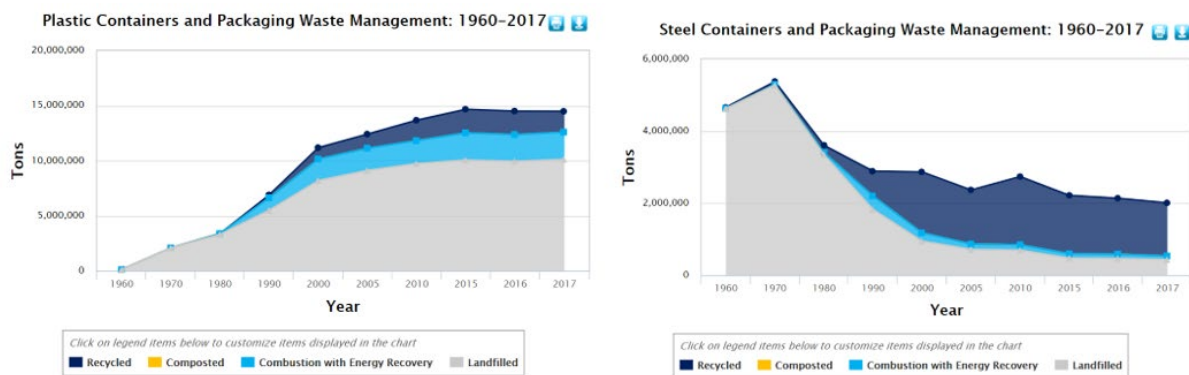 Plastic Containers and Packaging Waste Management: 1960-2017
20,000,000
15,000,000
10,000,000
5,000,000
0
Tons
1960 1970 1980 1990 2000 2005 2010 2015 2016 2017
Year
Click on legend items below to customize items displayed in the chart
Recycled Composted Combustion with Energy Recovery Landfilled
Steel Containers and Packaging Waste Management: 1960-2017
6,000,000
4,000,000
2,000,000
0
Tons
1960 1970 1980 1990 2000 2005 2010 2015 2016 2017
Year
Click on legend items below to customize items displayed in the chart
Recycled Composted Combustion with Energy Recovery Landfilled